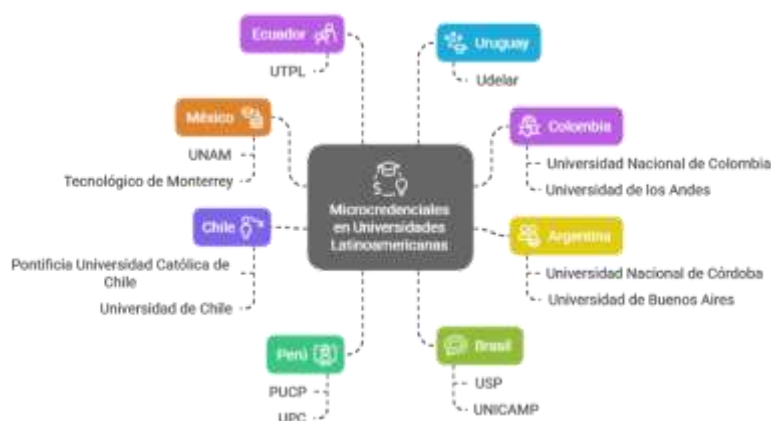 Ecuador
UTPL
Uruguay
Udelar
México
UNAM
Tecnológico de Monterrey
Colombia
Universidad Nacional de Colombia
Universidad de los Andes
Microcredenciales
en Universidades
Latinoamericanas
Chile
Pontificia Universidad Católica de
Chile
Universidad de Chile
Argentina
Universidad Nacional de Córdoba
Universidad de Buenos Aires
Perú
PUCP
UPC
Brasil
USP
UNICAMP